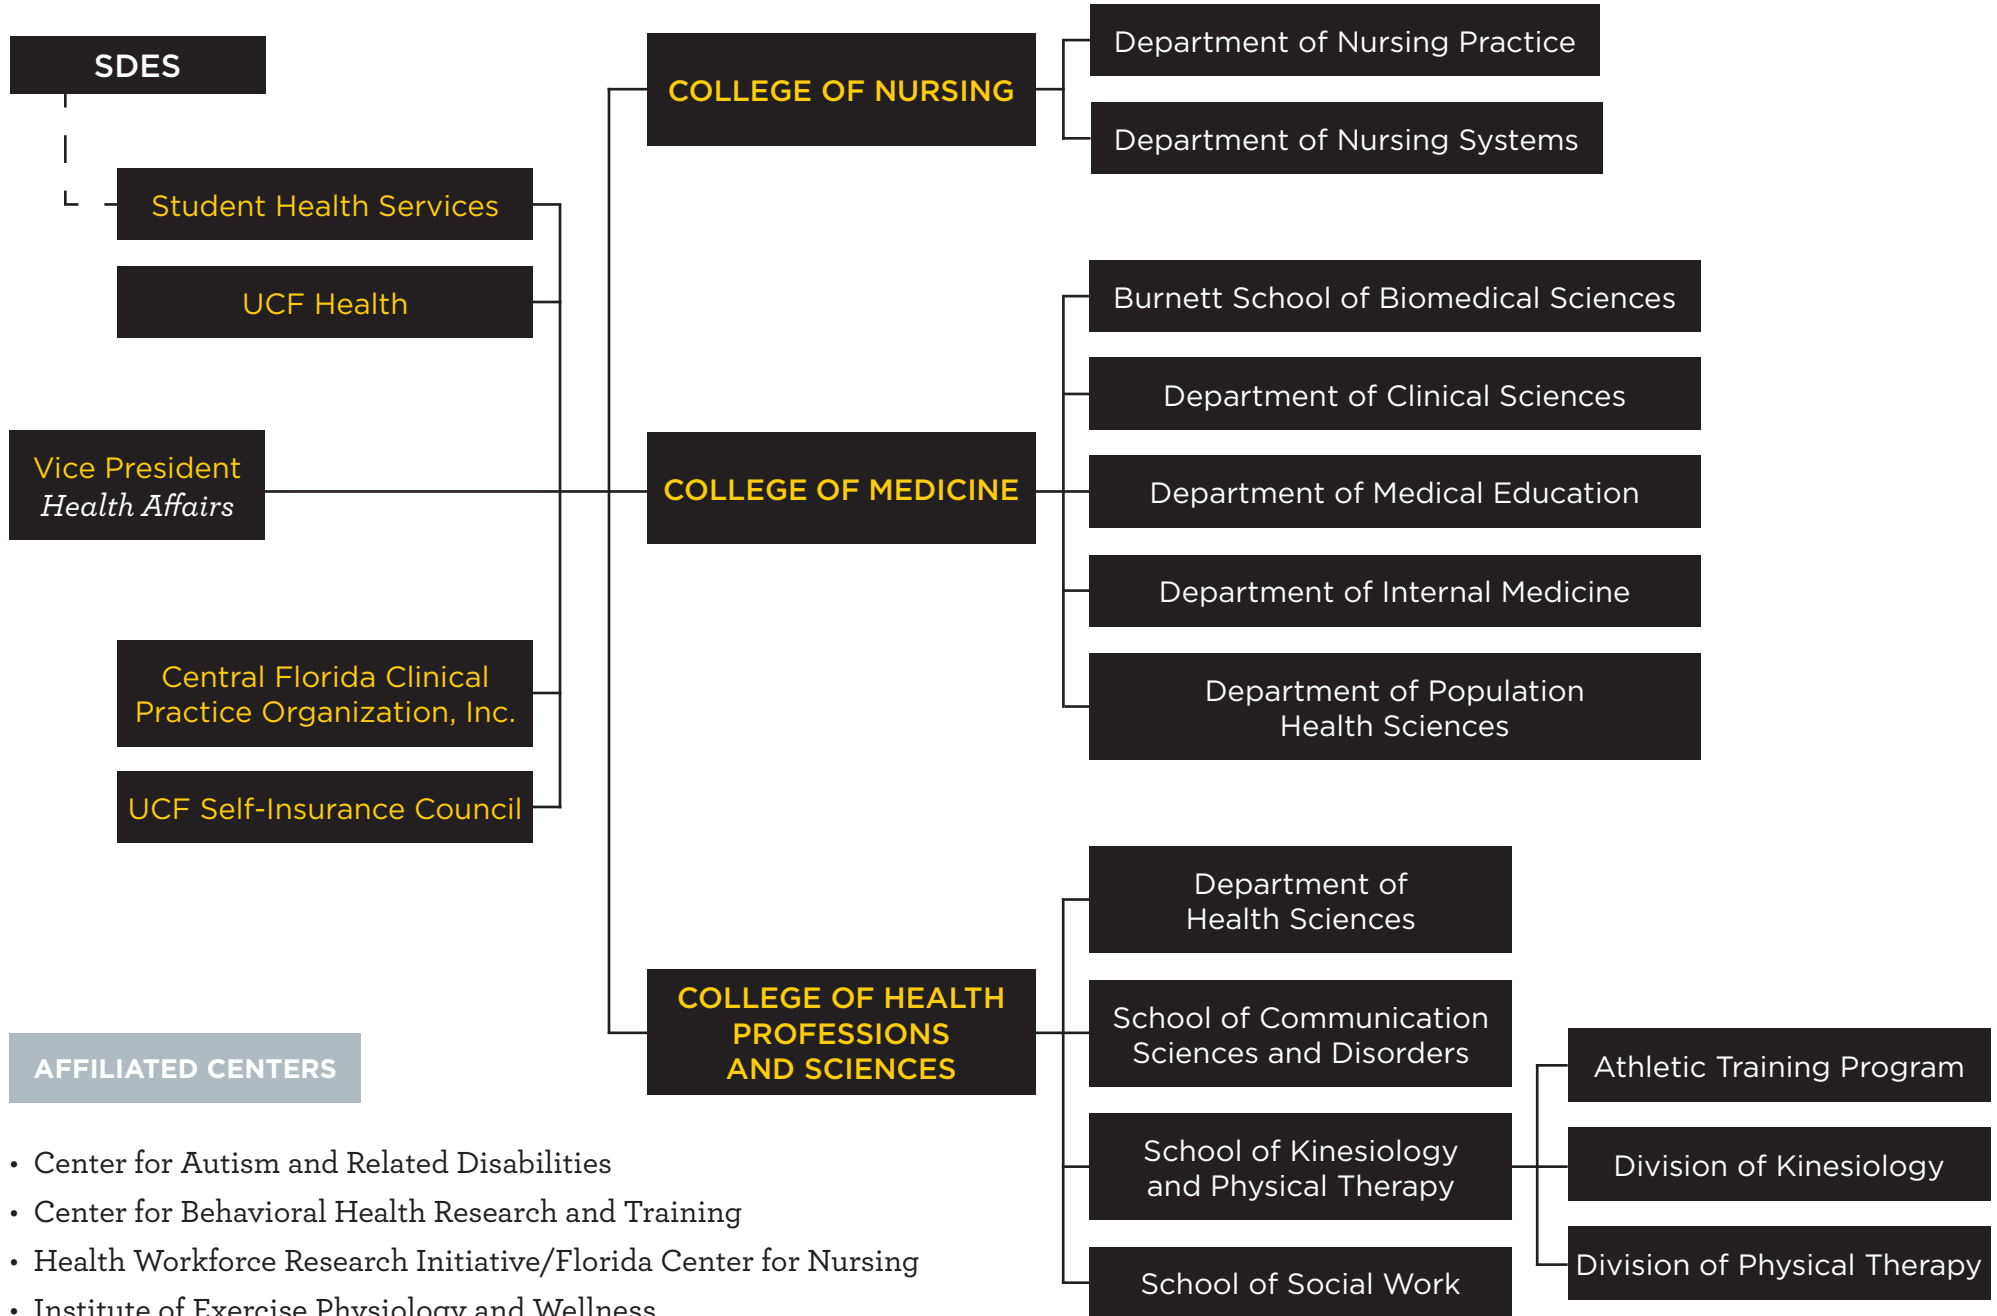 SDES
Student Health Services
UCF Health
Vice President
Health Affairs
Central Florida Clinical
Practice Organization, Inc.
UCF Self-Insurance Council
COLLEGE OF NURSING
Department of Nursing Practice
Department of Nursing Systems
COLLEGE OF MEDICINE
Burnett School of Biomedical Sciences
Department of Clinical Sciences
Department of Medical Education
Department of Internal Medicine
Department of Population
Health Sciences
COLLEGE OF HEALTH
PROFESSIONS
AND SCIENCES
Department of
Health Sciences
School of Communication
Sciences and Disorders
School of Kinesiology
and Physical Therapy
School of Social Work
Athletic Training Program
Division of Kinesiology
Division of Physical Therapy
AFFILIATED CENTERS
• Center for Autism and Related Disabilities
• Center for Behavioral Health Research and Training
• Health Workforce Research Initiative/Florida Center for Nursing
• Institute of Exercise Physiology and Wellness